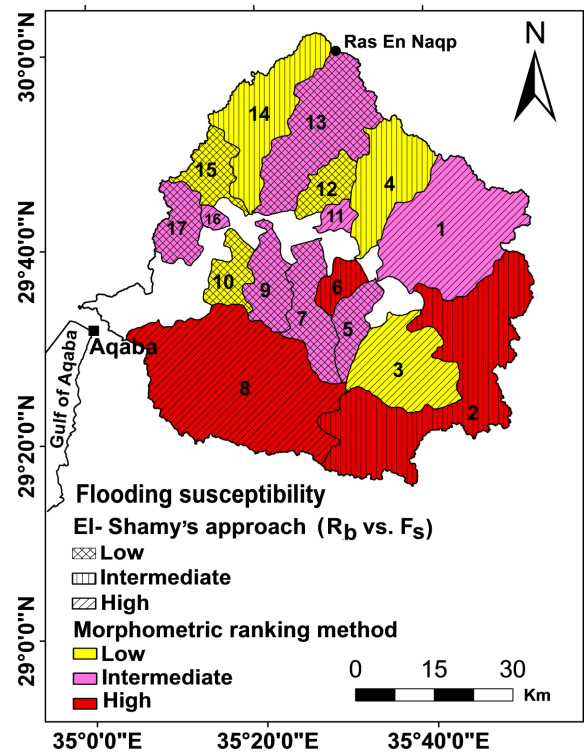 30°0'0"N
29°40'0"N
29°20'0"N
29°0'0"N
Ras En Naqp
N
14
13
15
12
4
17
16
11
1
10
9
6
7
5
Aqaba
Gulf of Aqaba
8
3
2
Flooding susceptibility
El- Shamy's approach (Rb vs. Fs)
Low
Intermediate
High
Morphometric ranking method
Low
Intermediate
High
0 15 30
Km
35°0'0"E 35°20'0"E 35°40'0"E